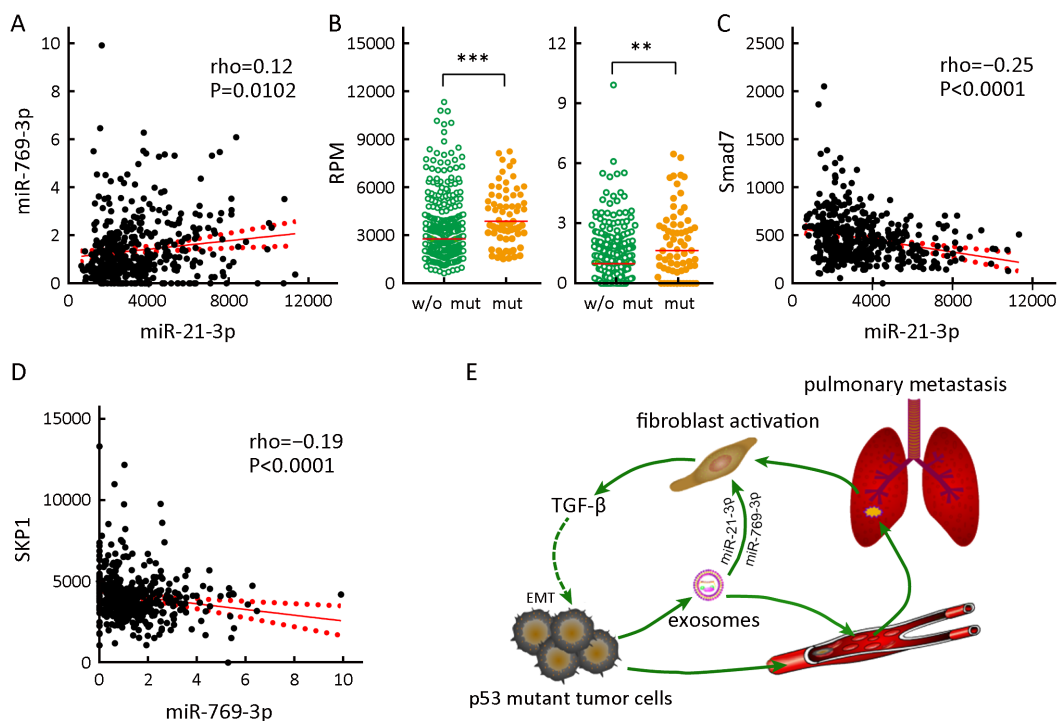 A
miR-769-3p
10
8
6
4
2
0
rho=0.12
P=0.0102
0 4000 8000 12000
miR-21-3p
B
RPM
15000
12000
9000
6000
3000
0
***
w/o mut mut
12
9
6
3
0
**
w/o mut mut
C
Smad7
2500
2000
1500
1000
500
0
rho=−0.25
P<0.0001
0 4000 8000 12000
miR-21-3p
D
SKP1
15000
10000
5000
0
rho=−0.19
P<0.0001
0 2 4 6 8 10
miR-769-3p
E
pulmonary metastasis
fibroblast activation
TGF-β
miR-21-3p
miR-769-3p
EMT
exosomes
p53 mutant tumor cells